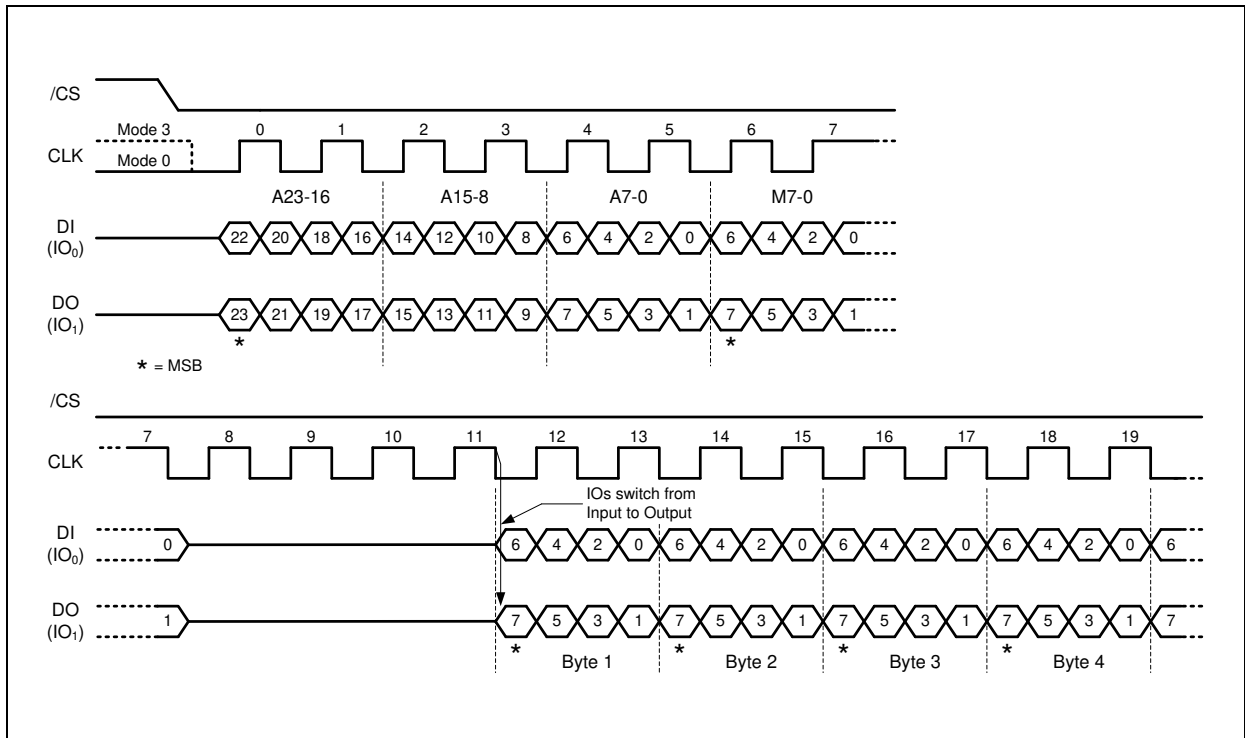 /CS
Mode 3 0 1 2 3 4 5 6 7
CLK Mode 0
A23-16 A15-8 A7-0 M7-0
DI
(IO0) 22 20 18 16 14 12 10 8 6 4 2 0 6 4 2 0
DO
(IO1) 23 21 19 17 15 13 11 9 7 5 3 1 7 5 3 1
* *
* = MSB
/CS
7 8 9 10 11 12 13 14 15 16 17 18 19
CLK
IOs switch from
Input to Output
DI
(IO0) 0 6 4 2 0 6 4 2 0 6 4 2 0 6 4 2 0 6
DO
(IO1) 1 7 5 3 1 7 5 3 1 7 5 3 1 7 5 3 1 7
* * * *
Byte 1 Byte 2 Byte 3 Byte 4